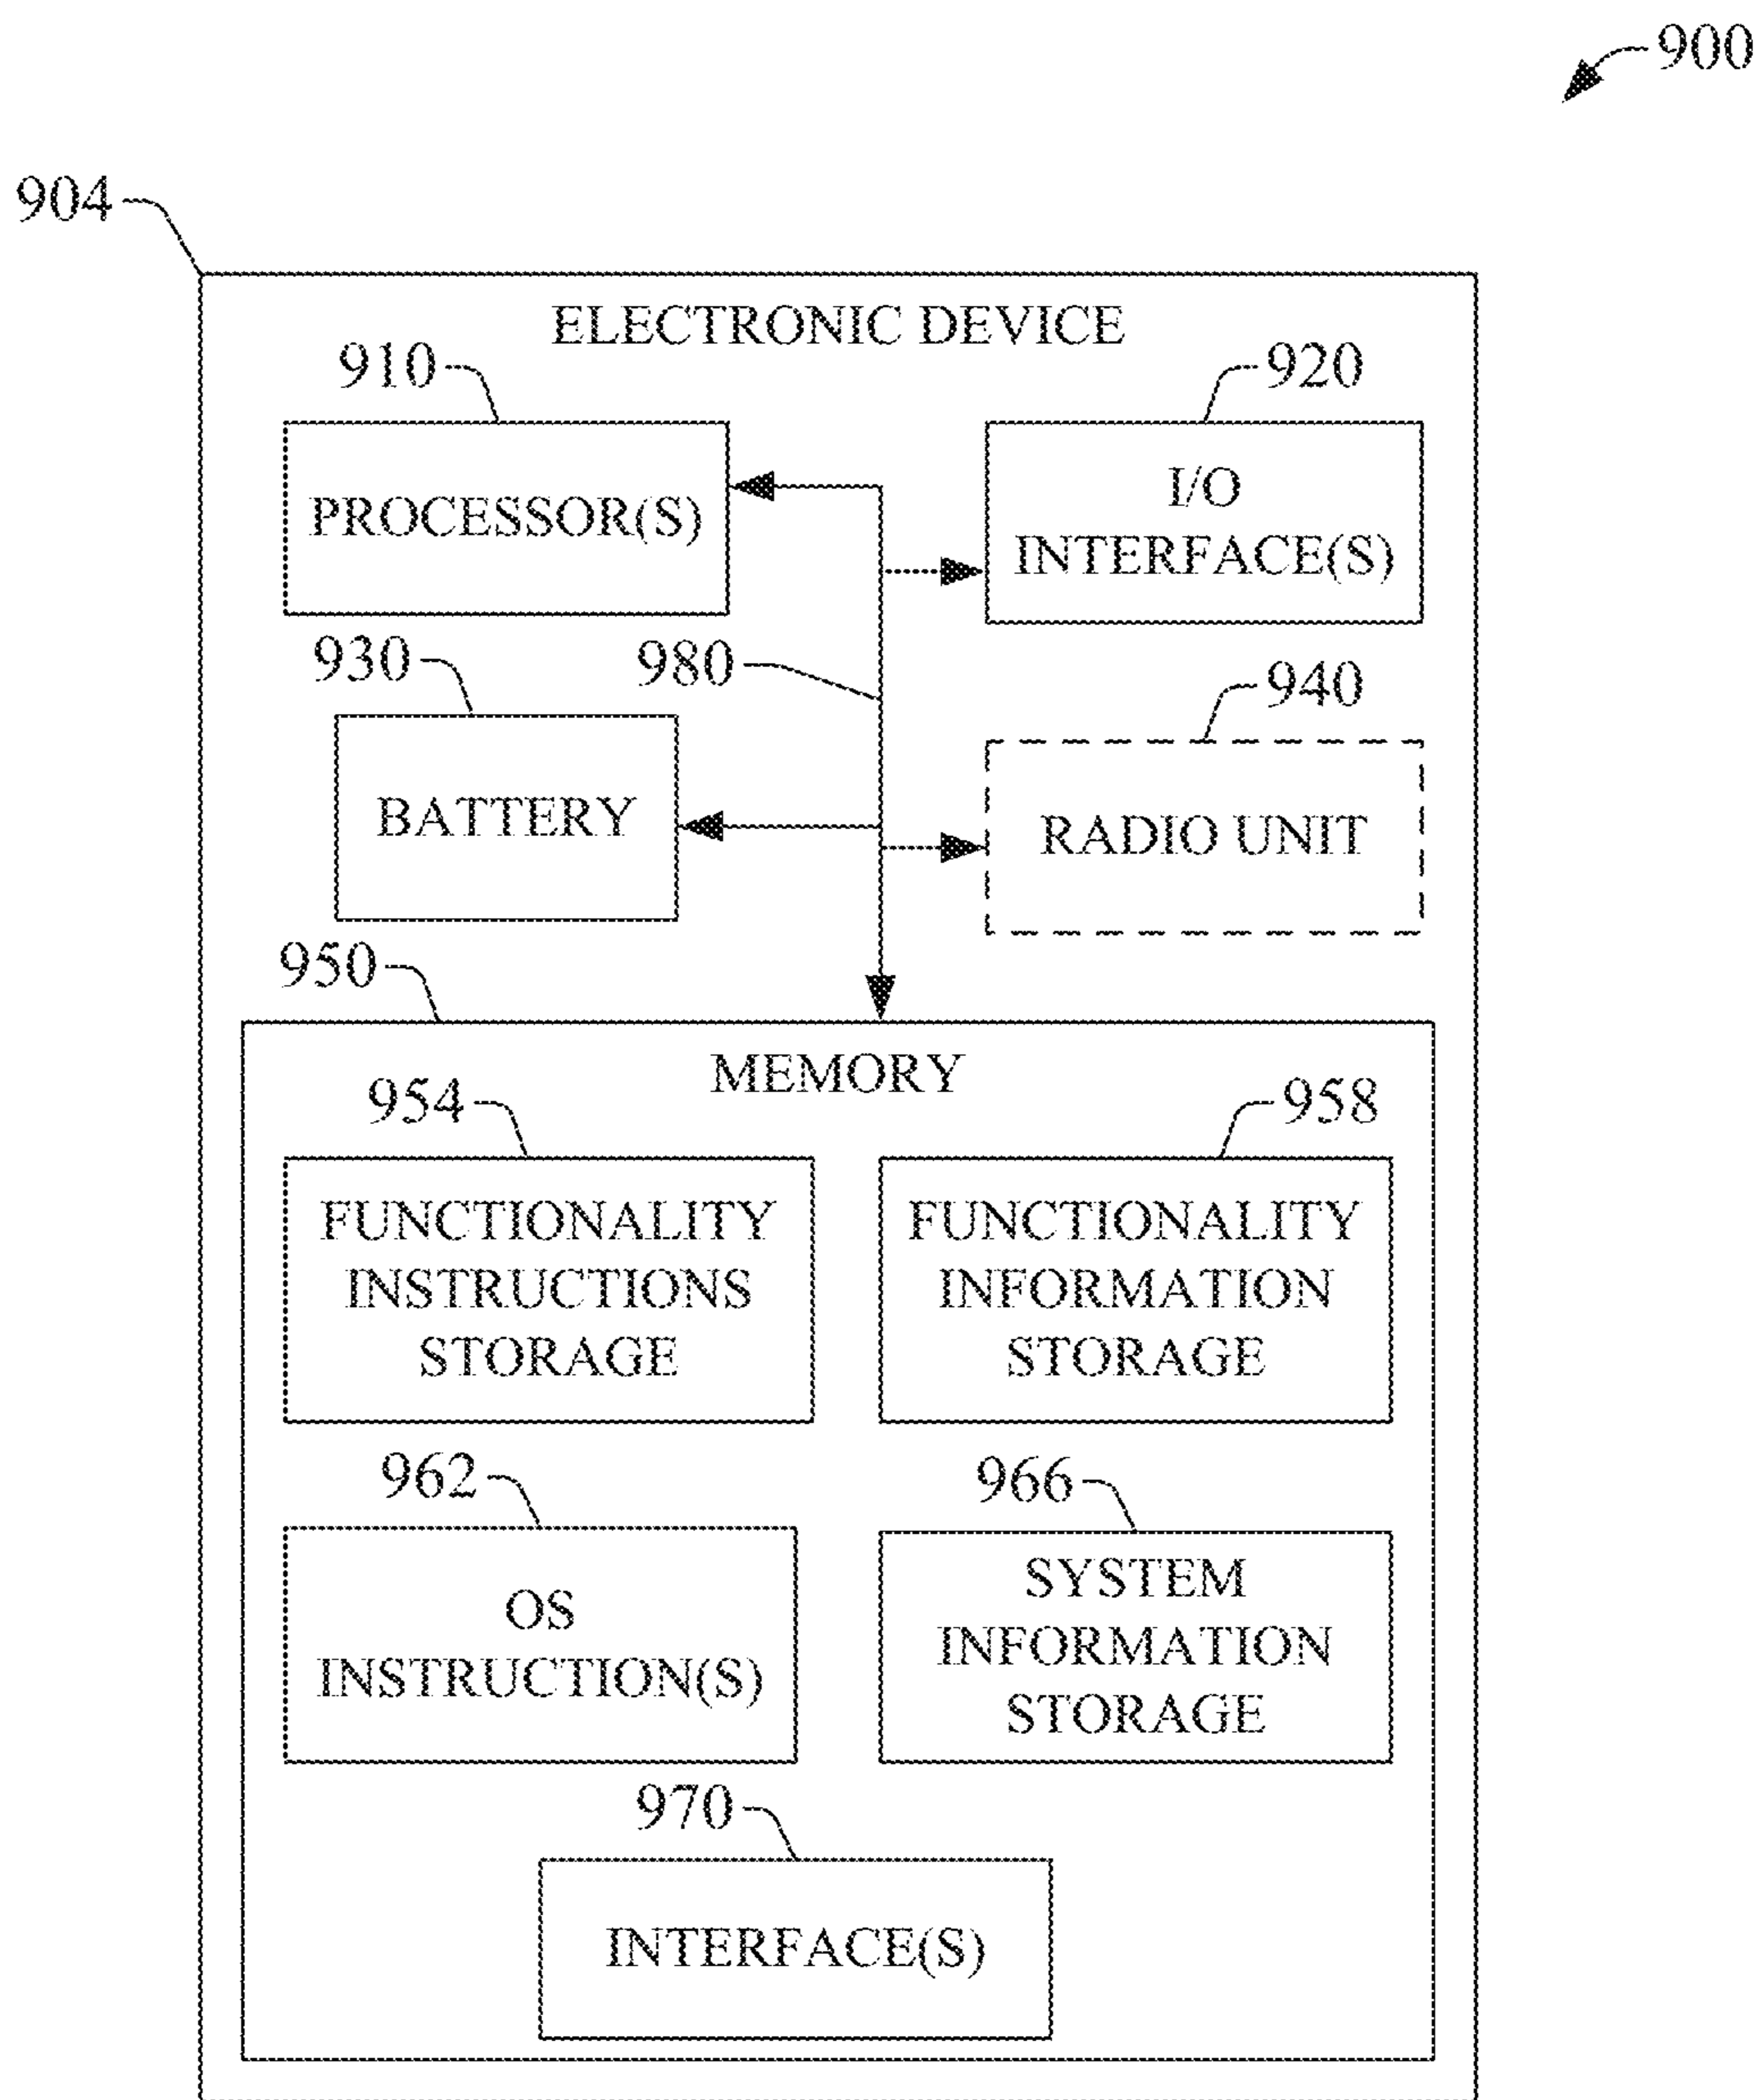 900
904
ELECTRONIC DEVICE
910
920
PROCESSOR(S)
I/O
INTERFACE(S)
930
980
940
BATTERY
RADIO UNIT
950
MEMORY
954
958
FUNCTIONALITY
INSTRUCTIONS
STORAGE
FUNCTIONALITY
INFORMATION
STORAGE
962
966
OS
INSTRUCTION(S)
SYSTEM
INFORMATION
STORAGE
970
INTERFACE(S)